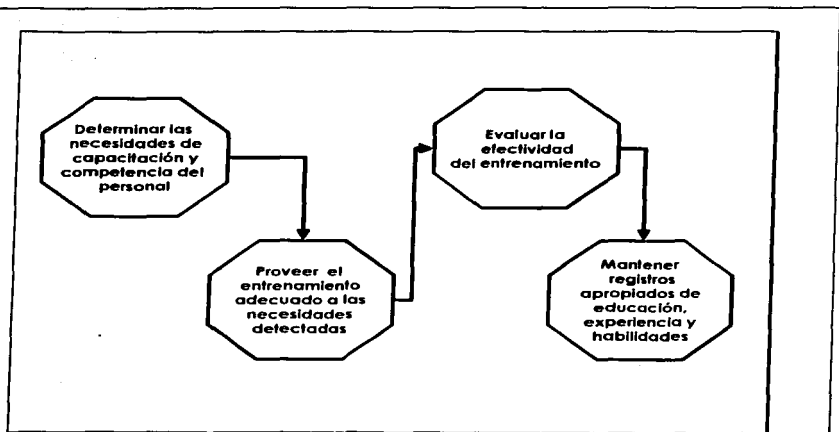 Determinar las
necesidades de
capacitación y
competencia del
personal
Proveer el
entrenamiento
adecuado a las
necesidades
detectadas
Evaluar la
efectividad
del entrenamiento
Mantener
registros
apropiados de
educación,
experiencia y
habilidades